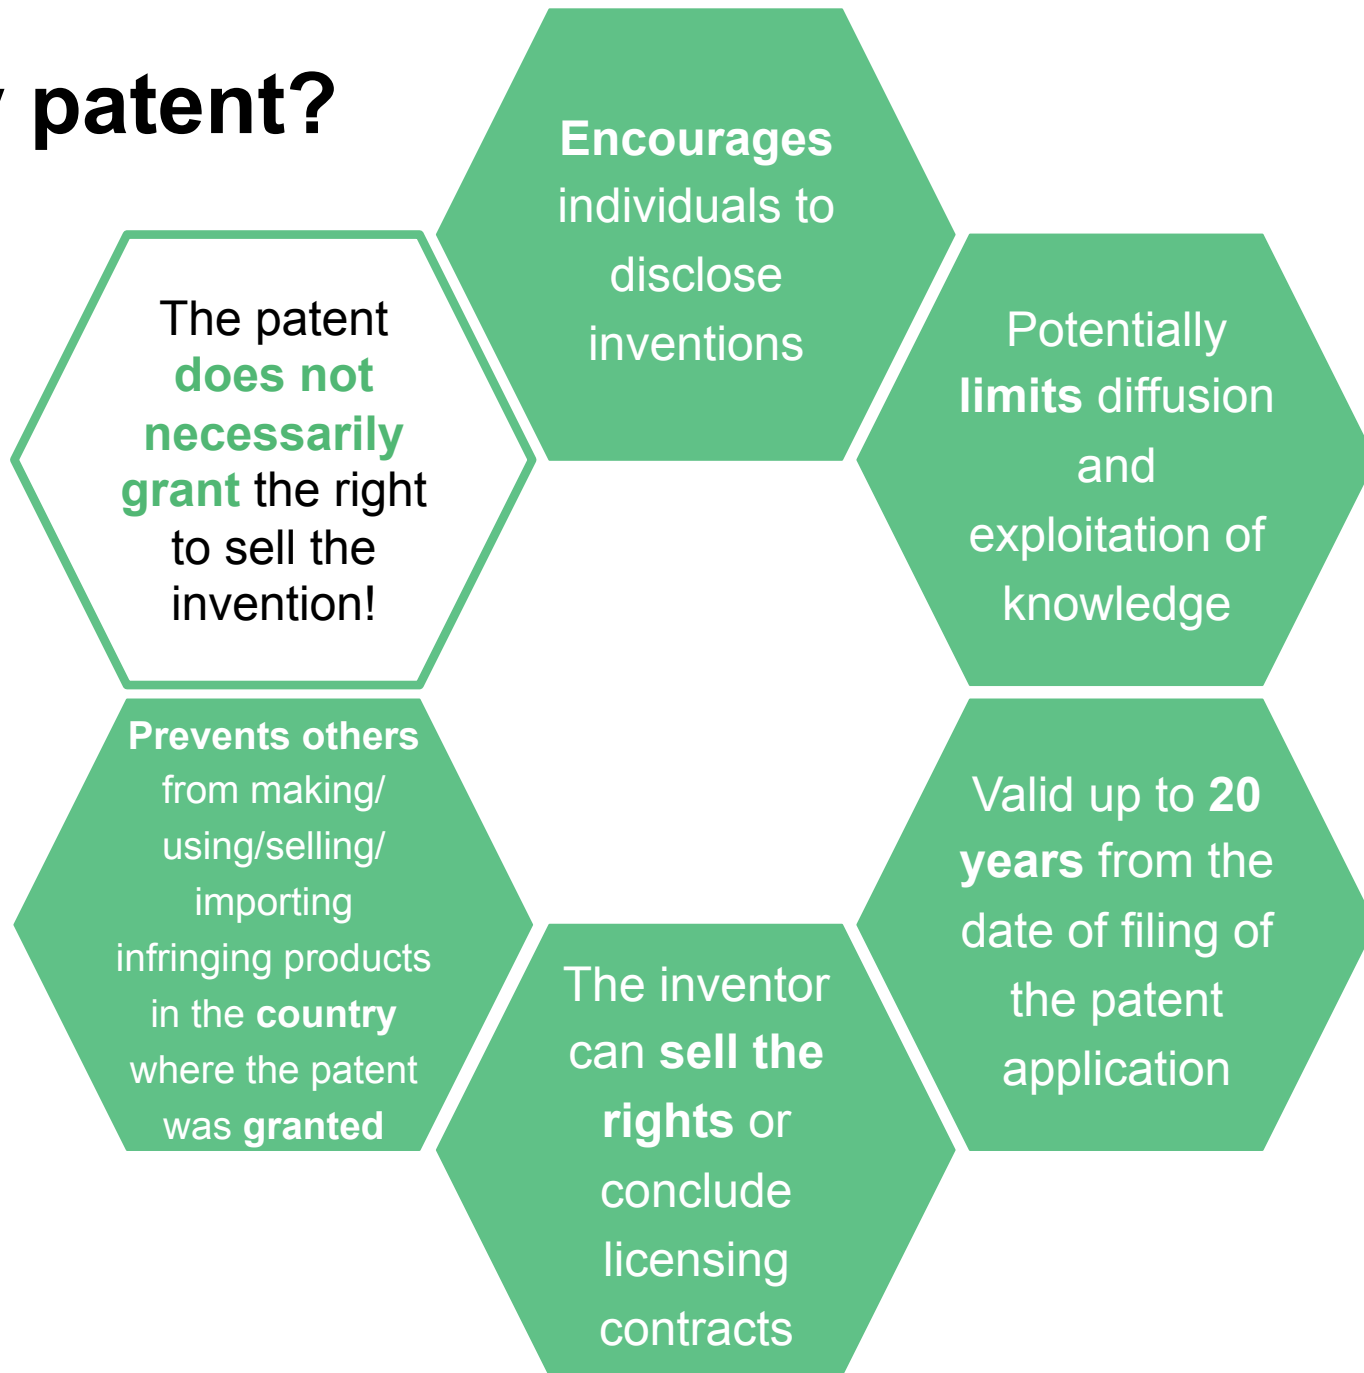 patent?
Encourages
individuals to
disclose
inventions
Potentially
limits diffusion
and
exploitation of
knowledge
Valid up to 20
years from the
date of filing of
the patent
application
The inventor
can sell the
rights or
conclude
licensing
contracts
Prevents others
from making/
using/selling/
importing
infringing products
in the country
where the patent
was granted
The patent
does not
necessarily
grant the right
to sell the
invention!